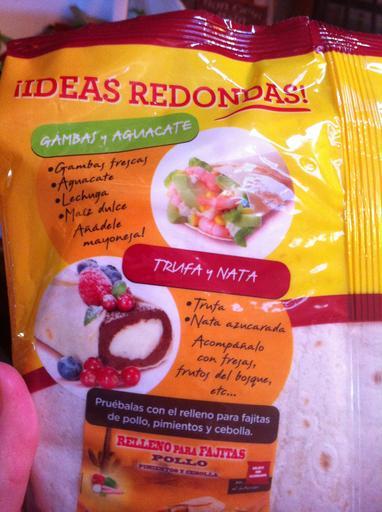 ¡IDEAS REDONDAS!
GAMBAS y AGUACATE
• Gambas frescas
• Aguacate
• Lechuga
• Maíz dulce
Añádele
mayonesa!
TRUFA y NATA
• Trufa
• Nata azucarada
Acompáñalo
con fresas,
frutos del bosque,
etc...
Pruébalas con el relleno para fajitas
de pollo, pimientos y cebolla.
RELLENO PARA FAJITAS
POLLO
PIMIENTOS Y CEBOLLA